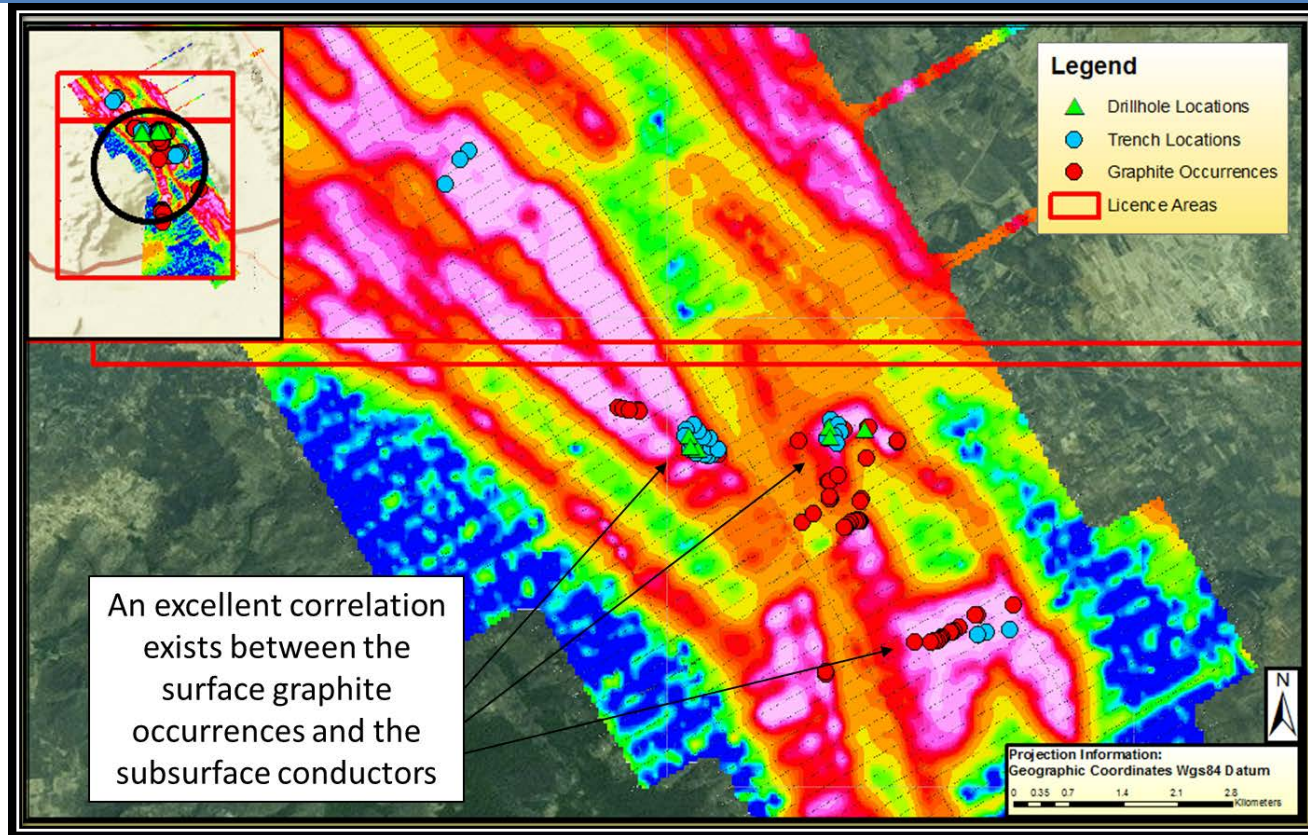 Legend
Drillhole Locations
Trench Locations
Graphite Occurrences
Licence Areas
An excellent correlation
exists between the
surface graphite
occurrences and the
subsurface conductors
N
Projection Information:
Geographic Coordinates Wgs84 Datum
0 0.35 0.7 1.4 2.1 2.8
Kilometers